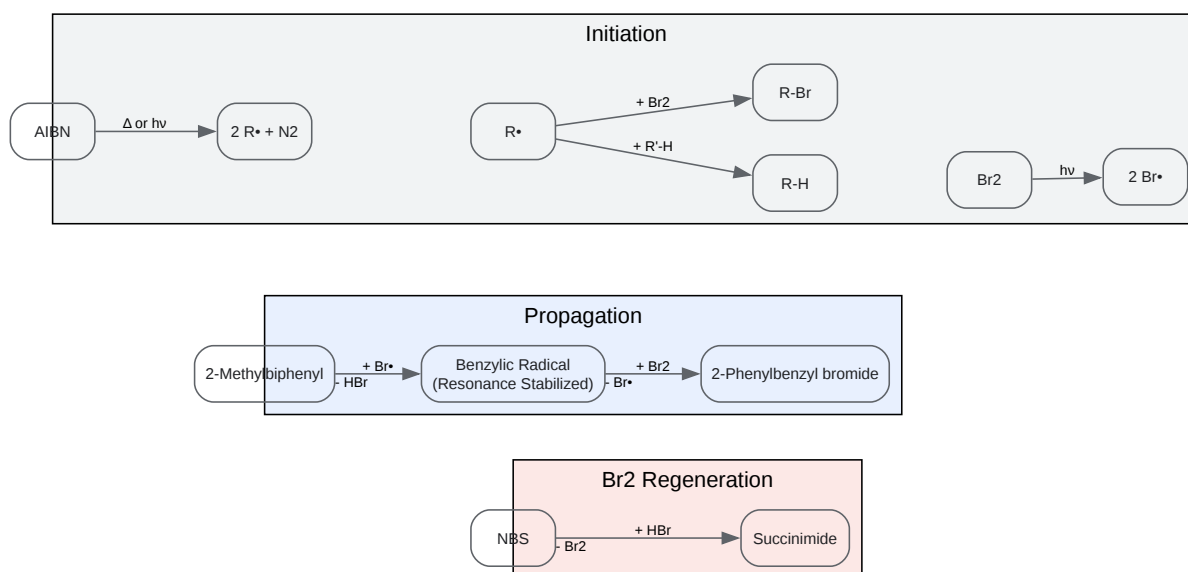 Initiation
AIBN
Δ or hν
2 R• + N2
R•
+ Br2
R-Br
+ R'-H
R-H
Br2
hν
2 Br•
Propagation
2-Methylbiphenyl
+ Br•
- HBr
Benzylic Radical
(Resonance Stabilized)
+ Br2
- Br•
2-Phenylbenzyl bromide
Br2 Regeneration
NBS
+ HBr
- Br2
Succinimide